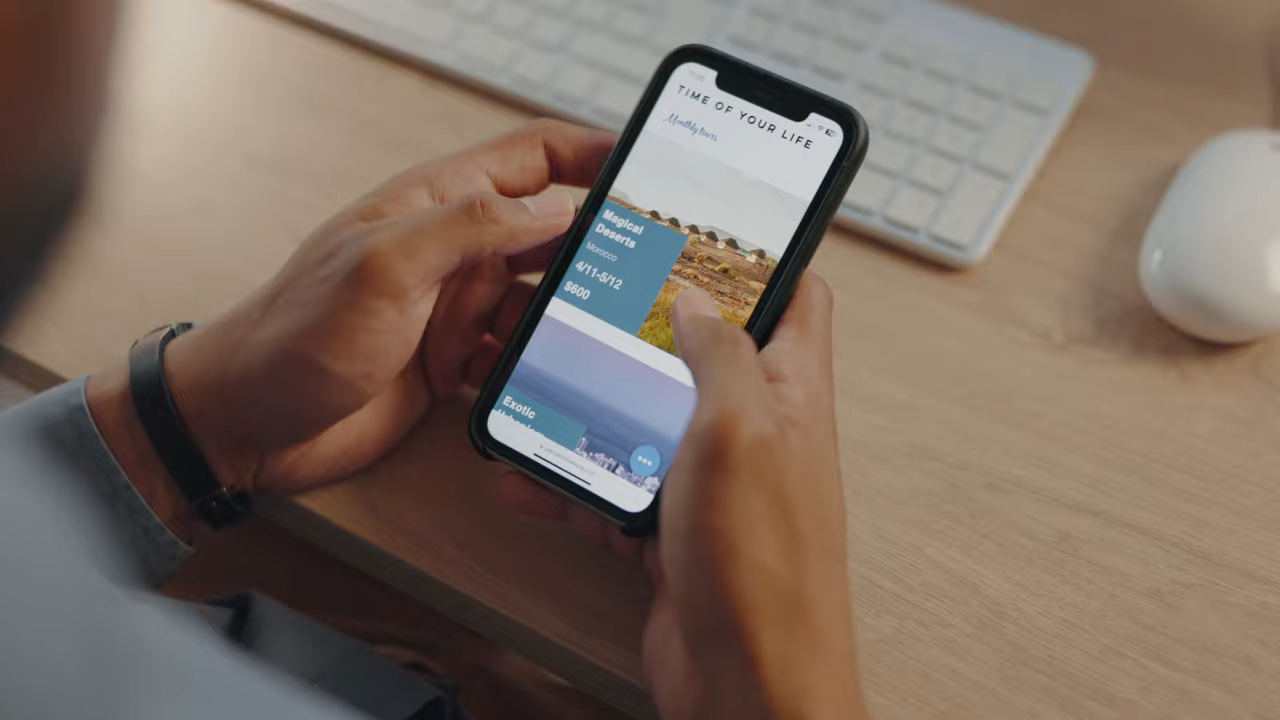 TIME OF YOUR LIFE
Monthly tours
Magical
Deserts
Morocco
4/11-5/12
$600
Exotic